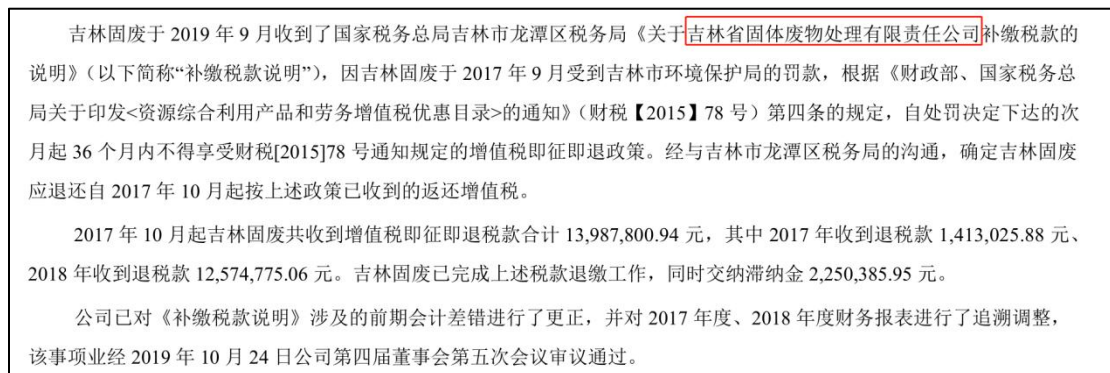 吉林固废于 2019 年 9 月收到了国家税务总局吉林市龙潭区税务局《关于吉林省固体废物处理有限责任公司补缴税款的
说明》（以下简称“补缴税款说明”），因吉林固废于 2017 年 9 月受到吉林市环境保护局的罚款，根据《财政部、国家税务总
局关于印发<资源综合利用产品和劳务增值税优惠目录>的通知》（财税【2015】78 号）第四条的规定，自处罚决定下达的次
月起 36 个月内不得享受财税[2015]78 号通知规定的增值税即征即退政策。经与吉林市龙潭区税务局的沟通，确定吉林固废
应退还自 2017 年 10 月起按上述政策已收到的返还增值税。
2017 年 10 月起吉林固废共收到增值税即征即退税款合计 13,987,800.94 元，其中 2017 年收到退税款 1,413,025.88 元、
2018 年收到退税款 12,574,775.06 元。吉林固废已完成上述税款退缴工作，同时交纳滞纳金 2,250,385.95 元。
公司已对《补缴税款说明》涉及的前期会计差错进行了更正，并对 2017 年度、2018 年度财务报表进行了追溯调整，
该事项业经 2019 年 10 月 24 日公司第四届董事会第五次会议审议通过。